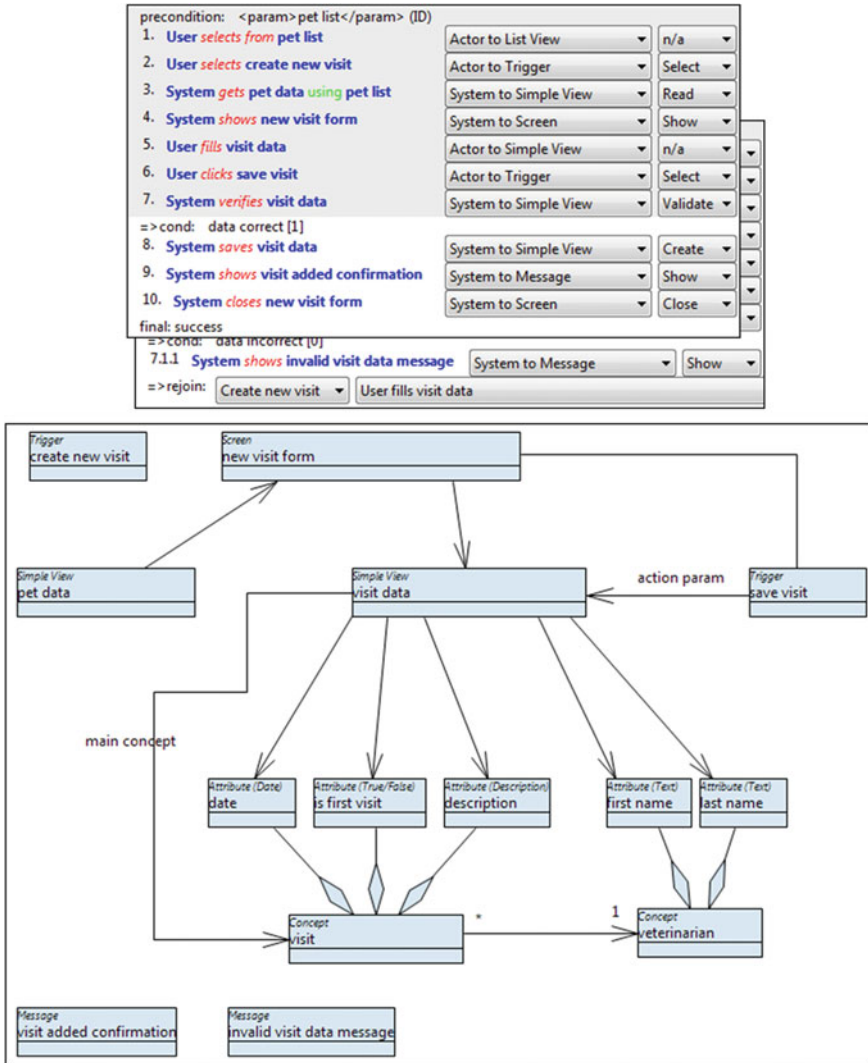 precondition: <param>pet list</param> (ID)
1. User selects from pet list Actor to List View n/a
2. User selects create new visit Actor to Trigger Select
3. System gets pet data using pet list System to Simple View Read
4. System shows new visit form System to Screen Show
5. User fills visit data Actor to Simple View n/a
6. User clicks save visit Actor to Trigger Select
7. System verifies visit data System to Simple View Validate
=>cond: data correct [1]
8. System saves visit data System to Simple View Create
9. System shows visit added confirmation System to Message Show
10. System closes new visit form System to Screen Close
final: success
=>cond: data incorrect [0]
7.1.1 System shows invalid visit data message System to Message Show
=>rejoin: Create new visit User fills visit data
Trigger
create new visit
Screen
new visit form
Simple View
pet data
Simple View
visit data
action param
Trigger
save visit
main concept
Attribute (Date)
date
Attribute (True/False)
is first visit
Attribute (Description)
description
Attribute (Text)
first name
Attribute (Text)
last name
Concept
visit
* 1
Concept
veterinarian
Message
visit added confirmation
Message
invalid visit data message